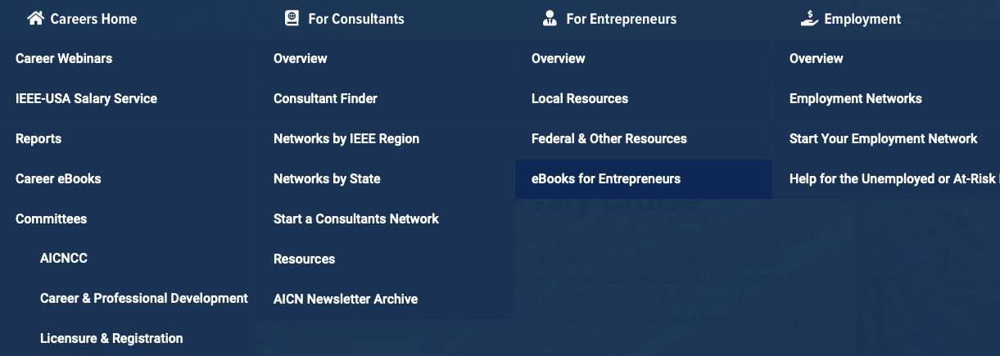 Careers Home
Career Webinars
IEEE-USA Salary Service
Reports
Career eBooks
Committees
AICNCC
Career & Professional Development
Licensure & Registration
For Consultants
Overview
Consultant Finder
Networks by IEEE Region
Networks by State
Start a Consultants Network
Resources
AICN Newsletter Archive
For Entrepreneurs
Overview
Local Resources
Federal & Other Resources
eBooks for Entrepreneurs
Employment
Overview
Employment Networks
Start Your Employment Network
Help for the Unemployed or At-Risk
Cruise